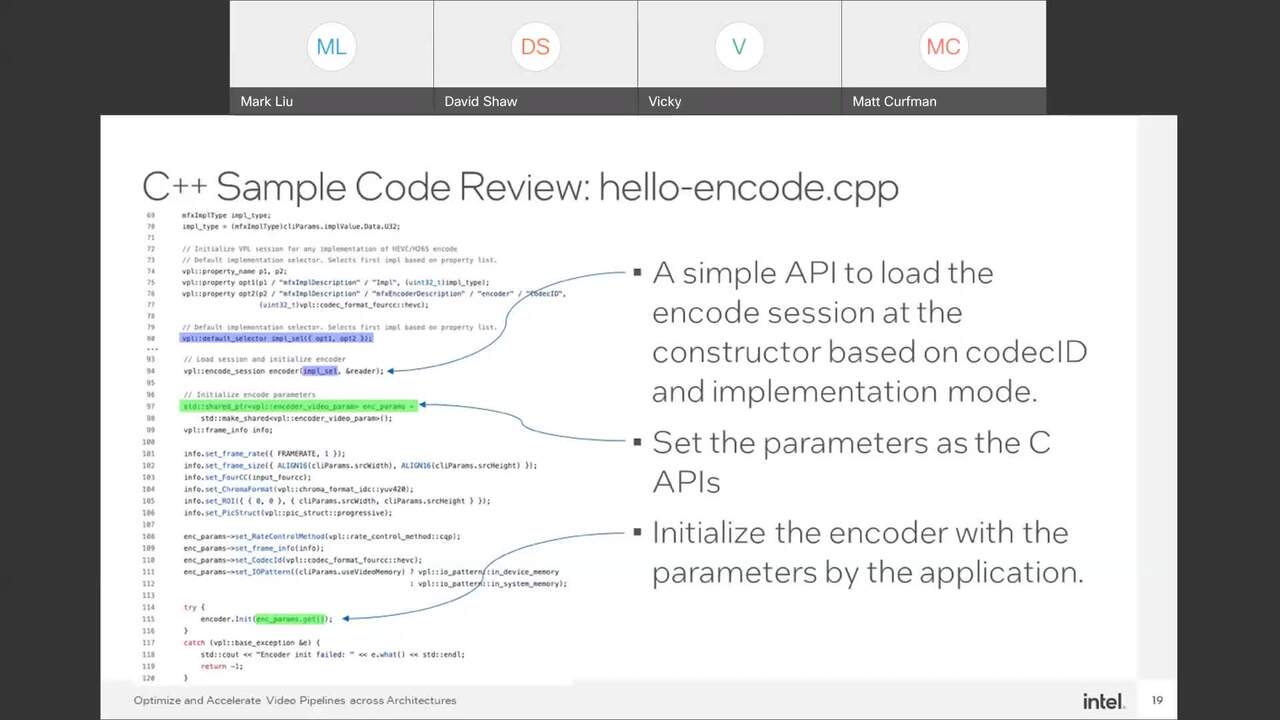 ML
DS
V
MC
Mark Liu
David Shaw
Vicky
Matt Curfman
C++ Sample Code Review: hello-encode.cpp
69 mfxImplType impl_type;
70 impl_type = (mfxImplType)cliParams.implValue.Data.U32;
71
72 // Initialize VPL session for any implementation of HEVC/H265 encode
73 // Default implementation selector. Selects first impl based on property list.
74 vpl::property_name p1, p2;
75 vpl::property opt1(p1 / "mfxImplDescription" / "Impl", (uint32_t)impl_type);
76 vpl::property opt2(p2 / "mfxImplDescription" / "mfxEncoderDescription" / "encoder" / "CodecID",
77 (uint32_t)vpl::codec_format_fourcc::hevc);
78
79 // Default implementation selector. Selects first impl based on property list.
80 vpl::default_selector impl_sel({ opt1, opt2 });
...
93 // Load session and initialize encoder
94 vpl::encode_session encoder(impl_sel, &reader);
95
96 // Initialize encode parameters
97 std::shared_ptr<vpl::encoder_video_param> enc_params =
98 std::make_shared<vpl::encoder_video_param>();
99 vpl::frame_info info;
100
101 info.set_frame_rate({ FRAMERATE, 1 });
102 info.set_frame_size({ ALIGN16(cliParams.srcWidth), ALIGN16(cliParams.srcHeight) });
103 info.set_FourCC(input_fourcc);
104 info.set_ChromaFormat(vpl::chroma_format_idc::yuv420);
105 info.set_ROI({ { 0, 0 }, { cliParams.srcWidth, cliParams.srcHeight } });
106 info.set_PicStruct(vpl::pic_struct::progressive);
107
108 enc_params->set_RateControlMethod(vpl::rate_control_method::cqp);
109 enc_params->set_frame_info(info);
110 enc_params->set_CodecId(vpl::codec_format_fourcc::hevc);
111 enc_params->set_IOPattern((cliParams.useVideoMemory) ? vpl::io_pattern::in_device_memory
112 : vpl::io_pattern::in_system_memory);
113
114 try {
115 encoder.Init(enc_params.get());
116 }
117 catch (vpl::base_exception &e) {
118 std::cout << "Encoder init failed: " << e.what() << std::endl;
119 return -1;
120 }
▪ A simple API to load the
encode session at the
constructor based on codecID
and implementation mode.
▪ Set the parameters as the C
APIs
▪ Initialize the encoder with the
parameters by the application.
Optimize and Accelerate Video Pipelines across Architectures
intel.
19